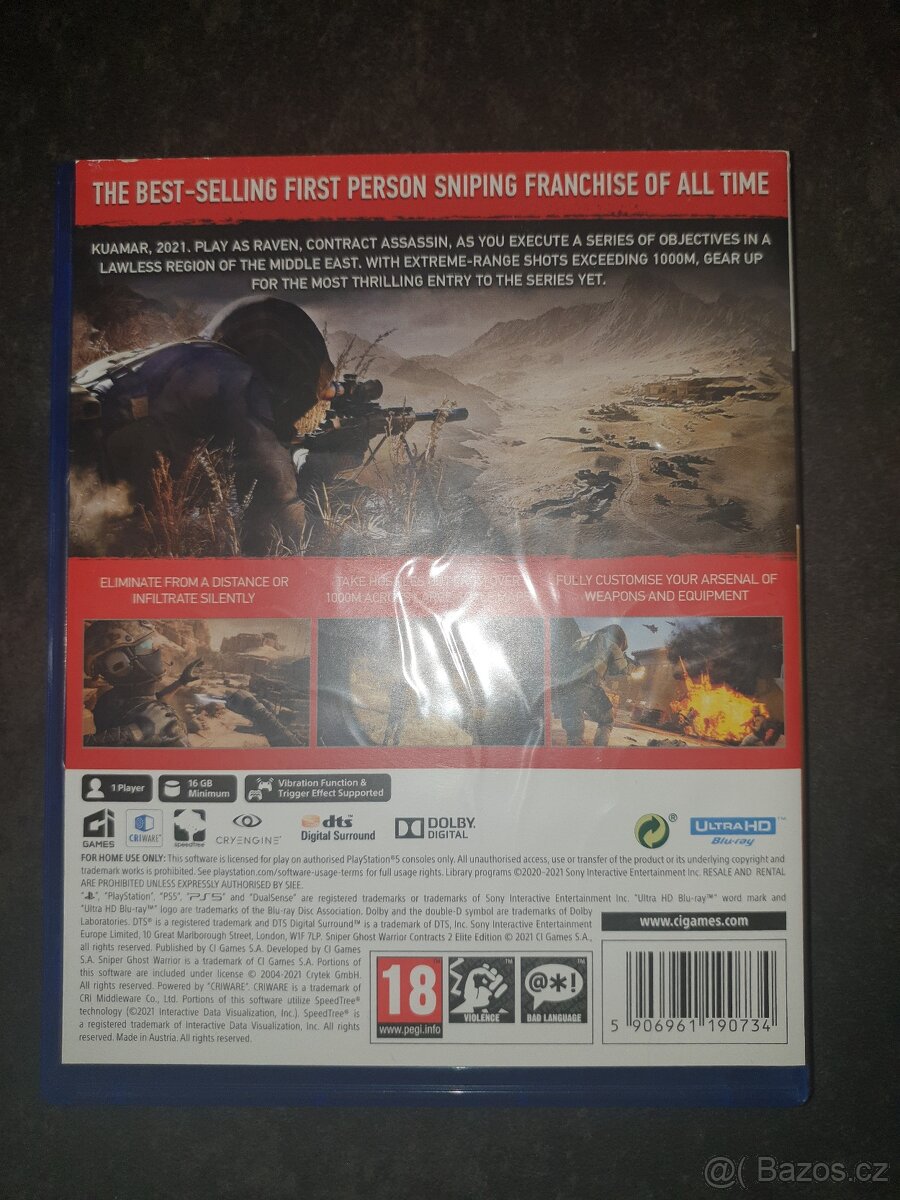 THE BEST-SELLING FIRST PERSON SNIPING FRANCHISE OF ALL TIME
KUAMAR, 2021. PLAY AS RAVEN, CONTRACT ASSASSIN, AS YOU EXECUTE A SERIES OF OBJECTIVES IN A
LAWLESS REGION OF THE MIDDLE EAST. WITH EXTREME-RANGE SHOTS EXCEEDING 1000M, GEAR UP
FOR THE MOST THRILLING ENTRY TO THE SERIES YET.
ELIMINATE FROM A DISTANCE OR
INFILTRATE SILENTLY
TAKE
1000M
FULLY CUSTOMISE YOUR ARSENAL OF
WEAPONS AND EQUIPMENT
1 Player
16 GB
Minimum
Vibration Function &
Trigger Effect Supported
CI
GAMES
CRIWARE
speedtree
CRYENGINE
dts
Digital Surround
DOLBY
DIGITAL
ULTRA HD
Blu-ray
FOR HOME USE ONLY: This software is licensed for play on authorised PlayStation®5 consoles only. All unauthorised access, use or transfer of the product or its underlying copyright and
trademark works is prohibited. See playstation.com/software-usage-terms for full usage rights. Library programs ©2020-2021 Sony Interactive Entertainment Inc. RESALE AND RENTAL
ARE PROHIBITED UNLESS EXPRESSLY AUTHORISED BY SIEE.
", "PlayStation", "PS5", "PS5" and "DualSense" are registered trademarks or trademarks of Sony Interactive Entertainment Inc. "Ultra HD Blu-ray™" word mark and
"Ultra HD Blu-ray™" logo are trademarks of the Blu-ray Disc Association. Dolby and the double-D symbol are trademarks of Dolby
Laboratories. DTS® is a registered trademark and DTS Digital Surround™ is a trademark of DTS, Inc. Sony Interactive Entertainment
Europe Limited, 10 Great Marlborough Street, London, W1F 7LP. Sniper Ghost Warrior Contracts 2 Elite Edition © 2021 CI Games S.A.,
all rights reserved. Published by CI Games S.A. Developed by CI Games
S.A. Sniper Ghost Warrior is a trademark of CI Games S.A. Portions of
this software are included under license © 2004-2021 Crytek GmbH.
All rights reserved. Powered by "CRIWARE". CRIWARE is a trademark of
CRI Middleware Co., Ltd. Portions of this software utilize SpeedTree®
technology (©2021 Interactive Data Visualization, Inc.). SpeedTree® is
a registered trademark of Interactive Data Visualization, Inc. All rights
reserved. Made in Austria. All rights reserved.
www.cigames.com
18
www.pegi.info
VIOLENCE
@*!
BAD LANGUAGE
5 906961 190734
@( Bazos.cz